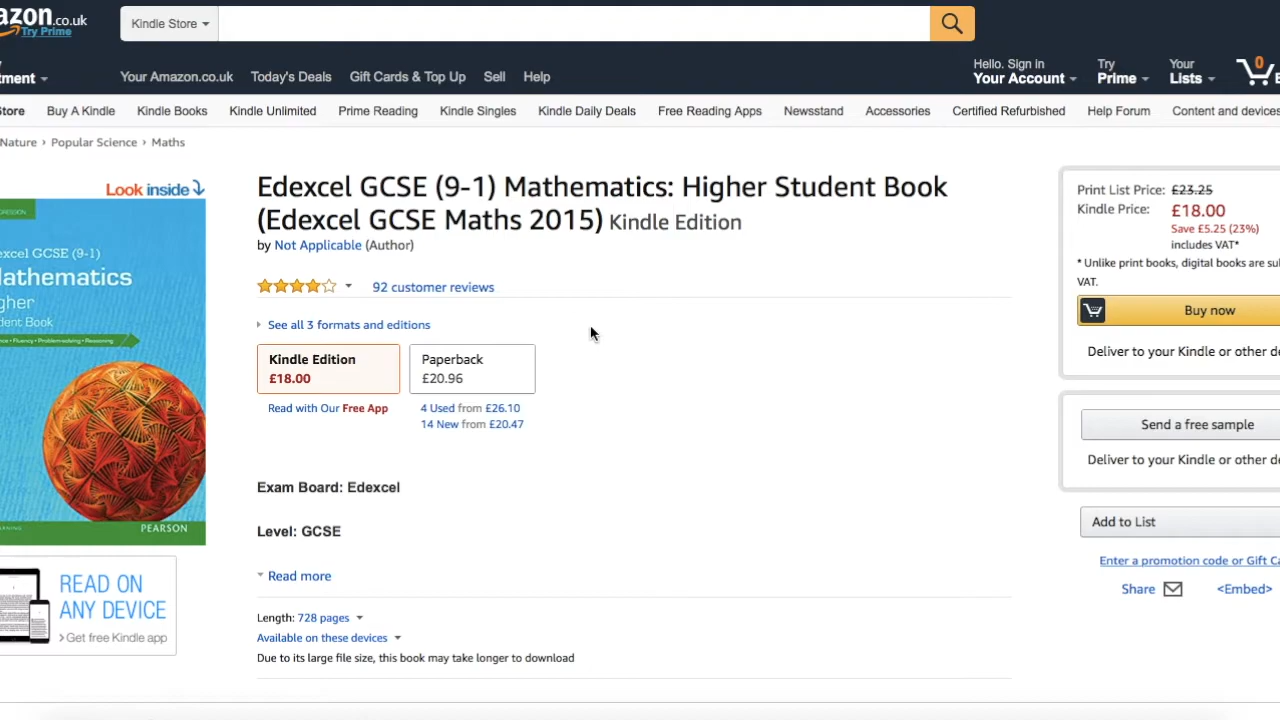 azon.co.uk
Try Prime
Kindle Store
Your Amazon.co.uk Today's Deals Gift Cards & Top Up Sell Help
Hello. Sign in
Your Account
Try
Prime
Your
Lists
0
Buy A Kindle Kindle Books Kindle Unlimited Prime Reading Kindle Singles Kindle Daily Deals Free Reading Apps Newsstand Accessories Certified Refurbished Help Forum Content and devices
Nature › Popular Science › Maths
Look inside
Mathematics
PEARSON
READ ON
ANY DEVICE
Get free Kindle app
Edexcel GCSE (9-1) Mathematics: Higher Student Book
(Edexcel GCSE Maths 2015) Kindle Edition
by Not Applicable (Author)
92 customer reviews
See all 3 formats and editions
Kindle Edition
£18.00
Paperback
£20.96
Read with Our Free App
4 Used from £26.10
14 New from £20.47
Exam Board: Edexcel
Level: GCSE
Read more
Length: 728 pages
Available on these devices
Due to its large file size, this book may take longer to download
Print List Price: £23.25
Kindle Price: £18.00
Save £5.25 (23%)
includes VAT*
* Unlike print books, digital books are su
VAT.
Buy now
Deliver to your Kindle or other de
Send a free sample
Deliver to your Kindle or other de
Add to List
Enter a promotion code or Gift Ca
Share <Embed>